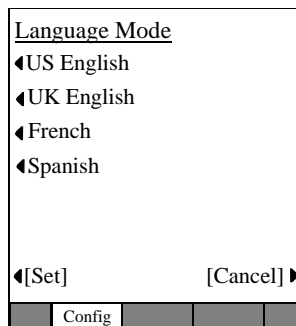 Language Mode
US English
UK English
French
Spanish
[Set] [Cancel]
Config